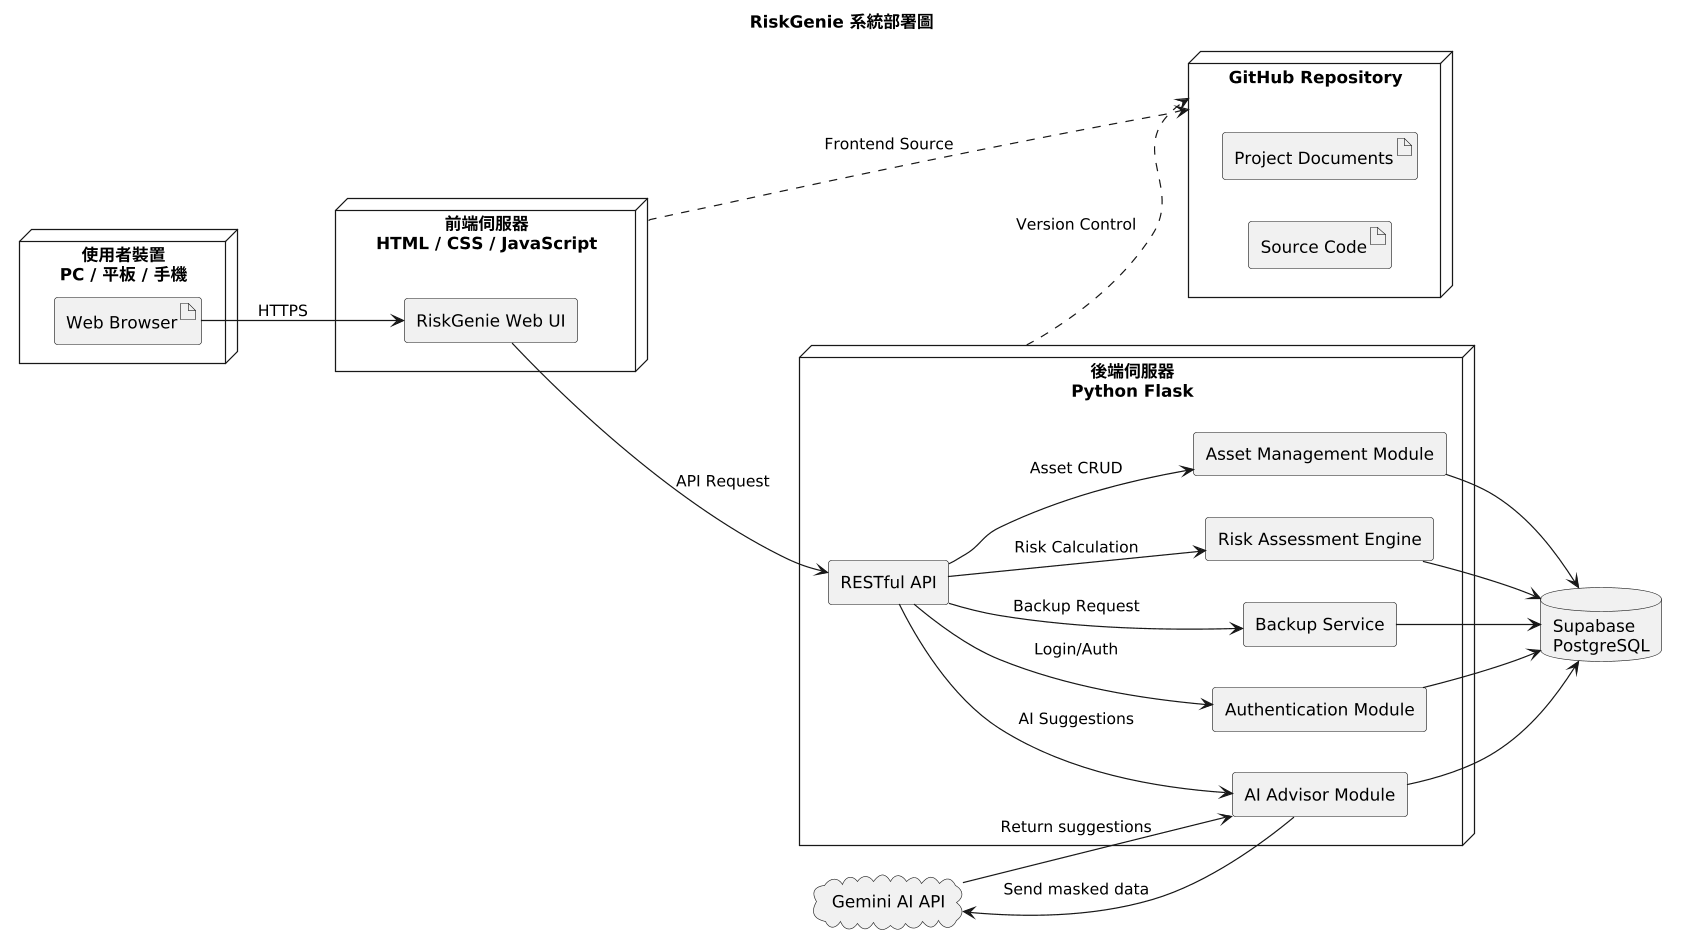 RiskGenie 系統部署圖
GitHub Repository
Project Documents
Source Code
Frontend Source
Version Control
使用者裝置
PC / 平板 / 手機
Web Browser
HTTPS
前端伺服器
HTML / CSS / JavaScript
RiskGenie Web UI
API Request
後端伺服器
Python Flask
RESTful API
Asset CRUD
Asset Management Module
Risk Calculation
Risk Assessment Engine
Backup Request
Backup Service
Login/Auth
Authentication Module
AI Suggestions
AI Advisor Module
Supabase
PostgreSQL
Return suggestions
Send masked data
Gemini AI API